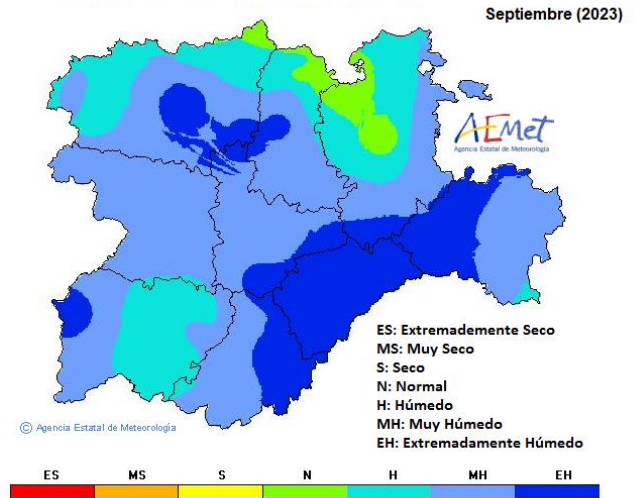 Septiembre (2023)
AEMet
Agencia Estatal de Meteorología
ES: Extremademente Seco
MS: Muy Seco
S: Seco
N: Normal
H: Húmedo
MH: Muy Húmedo
EH: Extremadamente Húmedo
© Agencia Estatal de Meteorología
ES MS S N H MH EH